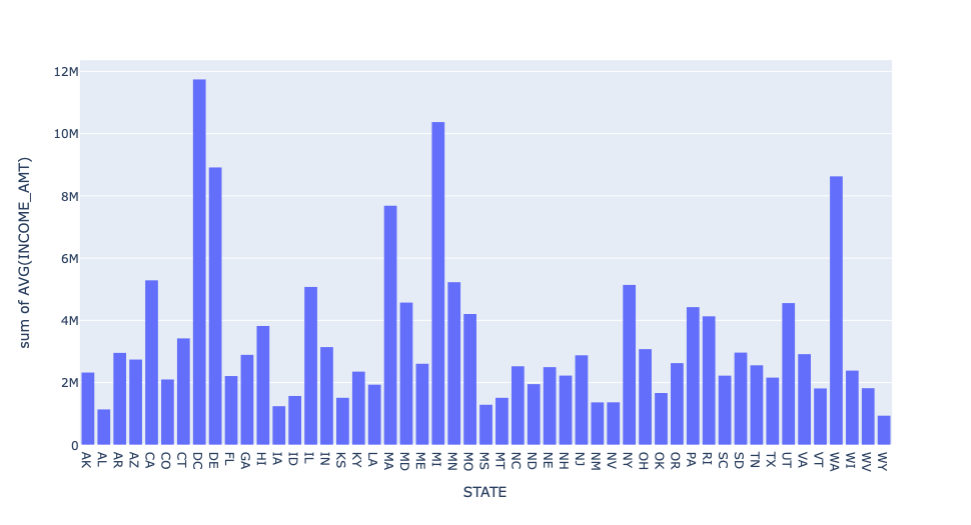 12M
10M
8M
6M
4M
2M
0
sum of AVG(INCOME_AMT)
AK AL AR AZ CA CO CT DC DE FL GA HI IA ID IL IN KS KY LA MA MD ME MI MN MO MS MT NC ND NE NH NJ NM NV NY OH OK OR PA RI SC SD TN TX UT VA VT WA WI WV WY
STATE